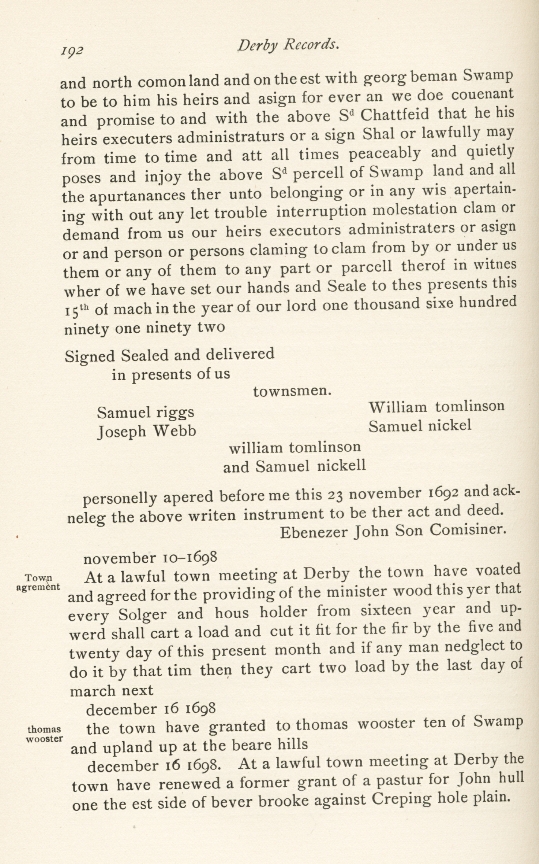 192 Derby Records.
and north comon land and on the est with georg beman Swamp
to be to him his heirs and asign for ever an we doe couenant
and promise to and with the above Sd Chattfeid that he his
heirs executers administraturs or a sign Shal or lawfully may
from time to time and att all times peaceably and quietly
poses and injoy the above Sd percell of Swamp land and all
the apurtanances ther unto belonging or in any wis apertain-
ing with out any let trouble interruption molestation clam or
demand from us our heirs executors administraters or asign
or and person or persons claming to clam from by or under us
them or any of them to any part or parcell therof in witnes
wher of we have set our hands and Seale to thes presents this
15th of mach in the year of our lord one thousand sixe hundred
ninety one ninety two
Signed Sealed and delivered
in presents of us
townsmen.
Samuel riggs William tomlinson
Joseph Webb Samuel nickel
william tomlinson
and Samuel nickell
personelly apered before me this 23 november 1692 and ack-
neleg the above writen instrument to be ther act and deed.
Ebenezer John Son Comisiner.
november 10–1698
Town
agrement
At a lawful town meeting at Derby the town have voated
and agreed for the providing of the minister wood this yer that
every Solger and hous holder from sixteen year and up-
werd shall cart a load and cut it fit for the fir by the five and
twenty day of this present month and if any man nedglect to
do it by that tim then they cart two load by the last day of
march next
december 16 1698
thomas
wooster
the town have granted to thomas wooster ten of Swamp
and upland up at the beare hills
december 16 1698. At a lawful town meeting at Derby the
town have renewed a former grant of a pastur for John hull
one the est side of bever brooke against Creping hole plain.